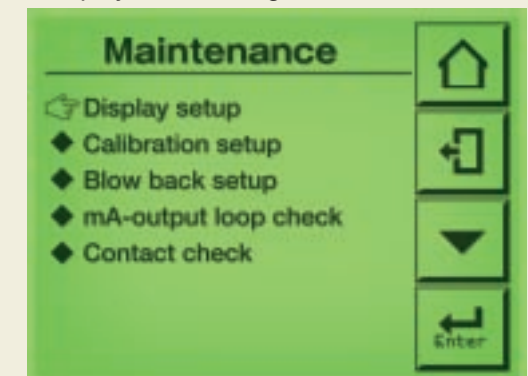 Maintenance
Display setup
Calibration setup
Blow back setup
mA-output loop check
Contact check
Enter